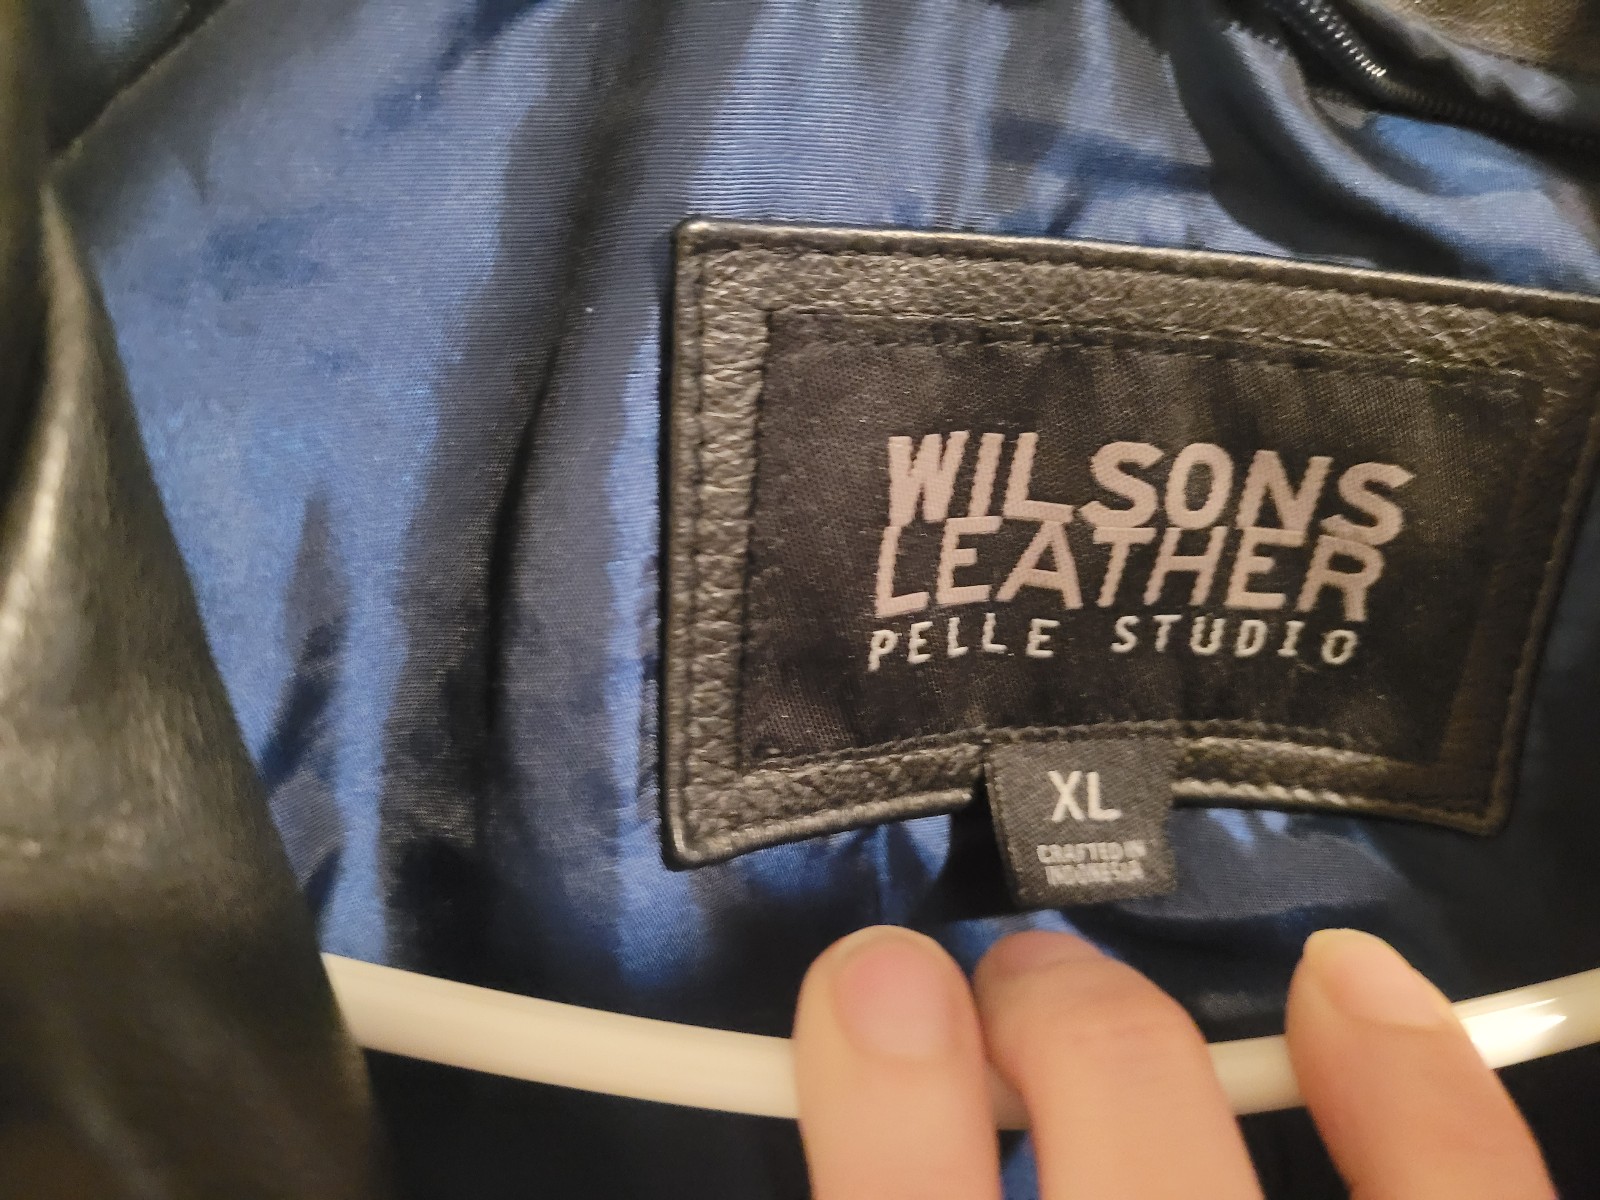 WILSONS
LEATHER
PELLE STUDIO
XL
CRAFTED IN
INDONESIA